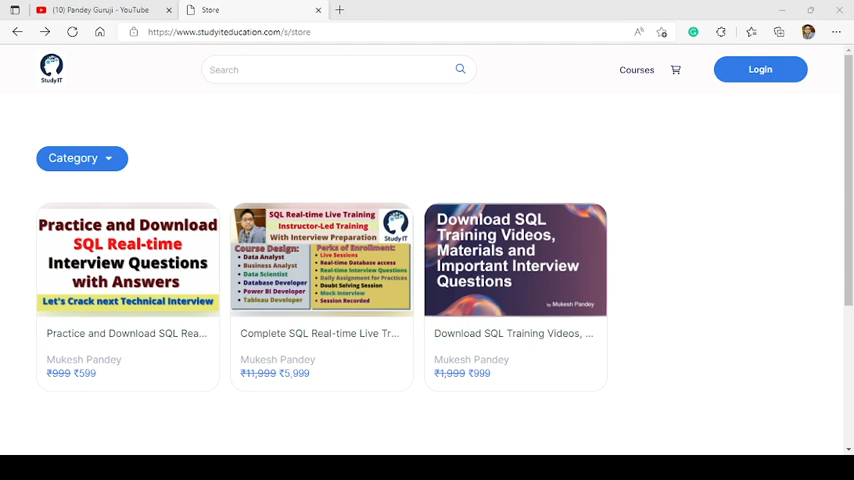 (10) Pandey Guruji - YouTube
Store
https://www.studyiteducation.com/s/store
Study IT
Search
Courses
Login
Category
Practice and Download
SQL Real-time
Interview Questions
with Answers
Let's Crack next Technical Interview
Practice and Download SQL Rea...
Mukesh Pandey
₹999 ₹599
SQL Real-time Live Training
Instructor-Led Training
With Interview Preparation
Study IT
Course Design:
• Data Analyst
• Business Analyst
• Data Scientist
• Database Developer
• Power BI Developer
• Tableau Developer
Perks of Enrollment:
• Live Sessions
• Real-time Database access
• Real-time Interview Questions
• Daily Assignment for Practices
• Doubt Solving Session
• Mock Interview
• Session Recorded
Complete SQL Real-time Live Tr...
Mukesh Pandey
₹11,999 ₹5,999
Download SQL
Training Videos,
Materials and
Important Interview
Questions
by Mukesh Pandey
Download SQL Training Videos, ...
Mukesh Pandey
₹1,999 ₹999